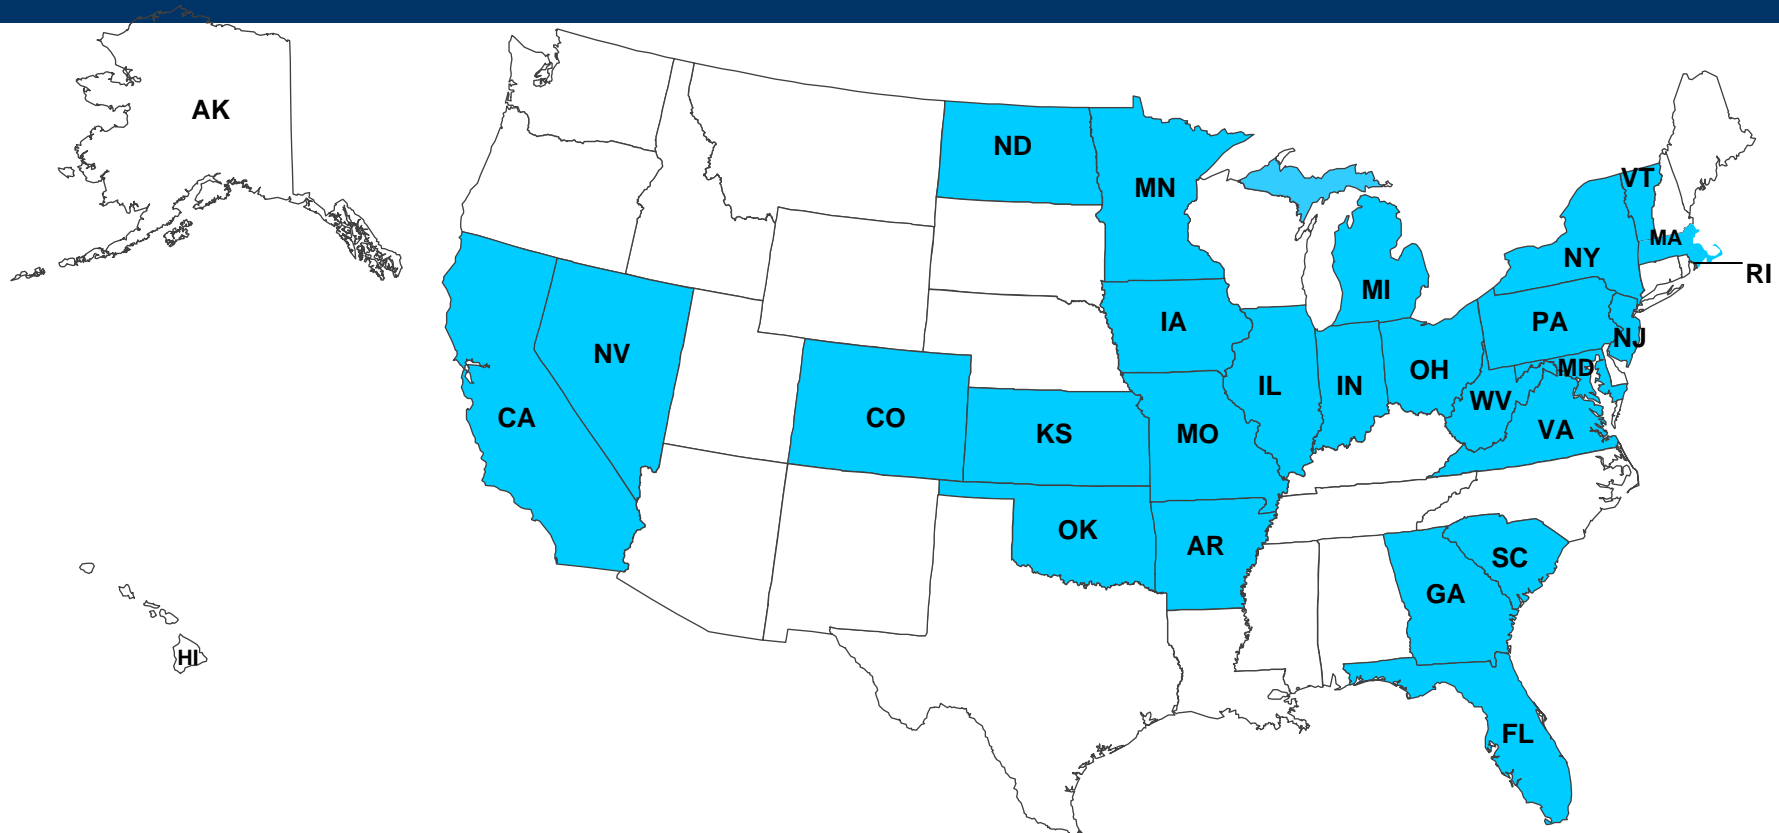 AK
ND
MN
VT
MA
NY
RI
MI
IA
PA
NJ
NV
MD
OH
IL
IN
WV
CA
CO
KS
MO
VA
OK
AR
SC
GA
HI
FL